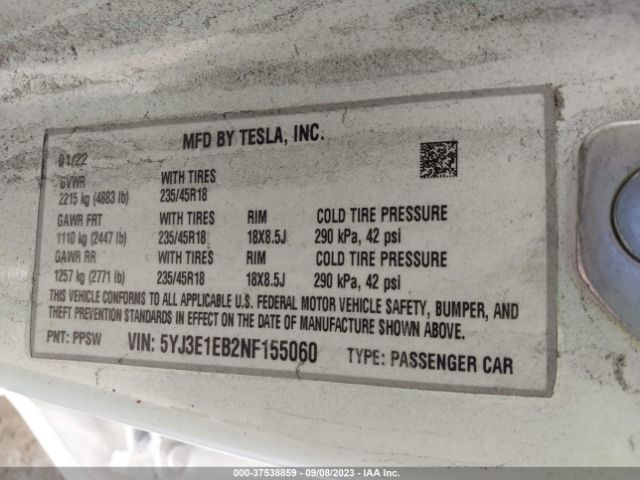 MFD BY TESLA, INC.
01/22
GVWR WITH TIRES
2215 kg (4883 lb) 235/45R18
GAWR FRT WITH TIRES RIM COLD TIRE PRESSURE
1110 kg (2447 lb) 235/45R18 18X8.5J 290 kPa, 42 psi
GAWR RR WITH TIRES RIM COLD TIRE PRESSURE
1257 kg (2771 lb) 235/45R18 18X8.5J 290 kPa, 42 psi
THIS VEHICLE CONFORMS TO ALL APPLICABLE U.S. FEDERAL MOTOR VEHICLE SAFETY, BUMPER, AND
THEFT PREVENTION STANDARDS IN EFFECT ON THE DATE OF MANUFACTURE SHOWN ABOVE.
PNT: PPSW VIN: 5YJ3E1EB2NF155060 TYPE: PASSENGER CAR
000-37538859 - 09/08/2023 - IAA Inc.